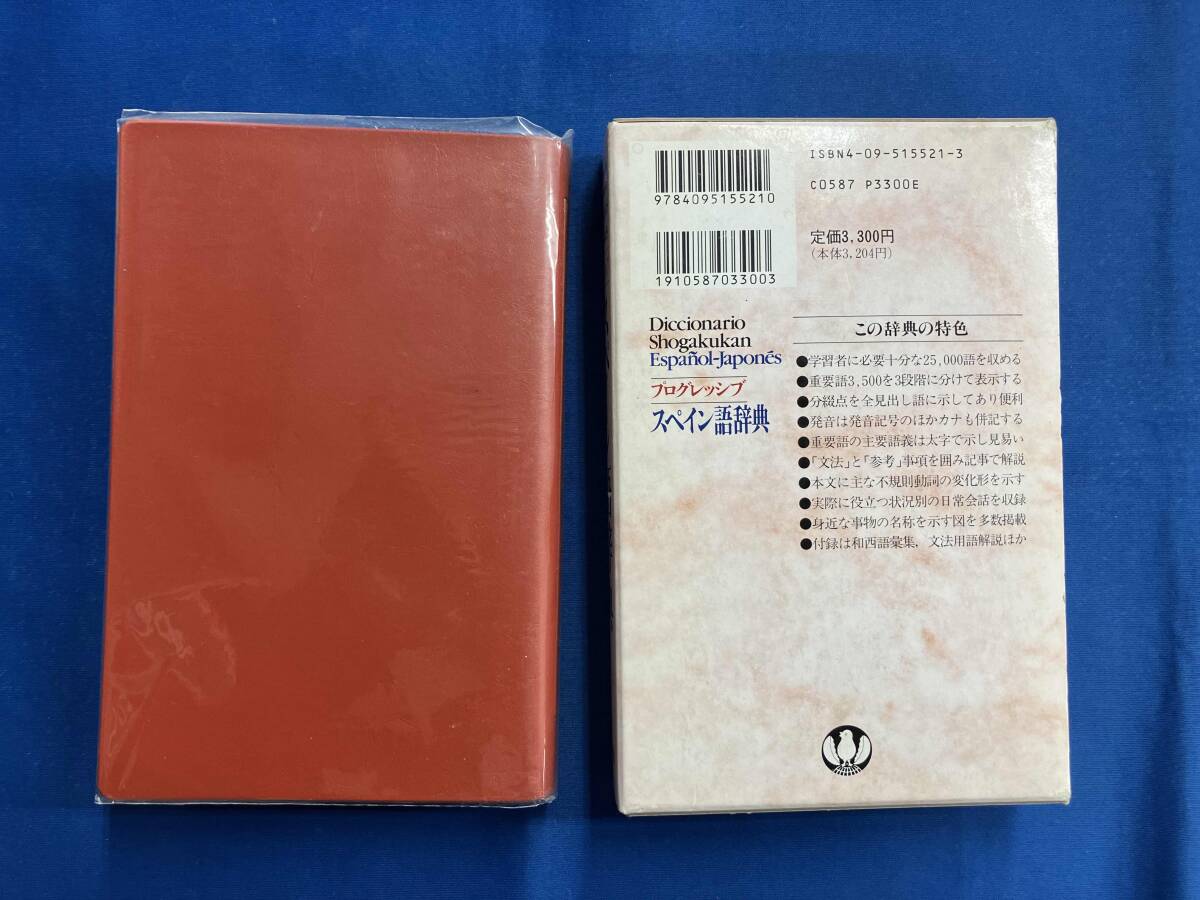 ISBN4-09-515521-3
9784095155210
C0587 P3300E
定価3,300円
(本体3,204円)
1910587033003
Diccionario
Shogakukan
Español-Japonés
プログレッシブ
スペイン語辞典
この辞典の特色
●学習者に必要十分な25,000語を収める
●重要語3,500を3段階に分けて表示する
●分綴点を全見出し語に示してあり便利
●発音は発音記号のほかカナも併記する
●重要語の主要語義は太字で示し見易い
●「文法」と「参考」事項を囲み記事で解説
●本文に主な不規則動詞の変化形を示す
●実際に役立つ状況別の日常会話を収録
●身近な事物の名称を示す図を多数掲載
●付録は和西語彙集，文法用語解説ほか